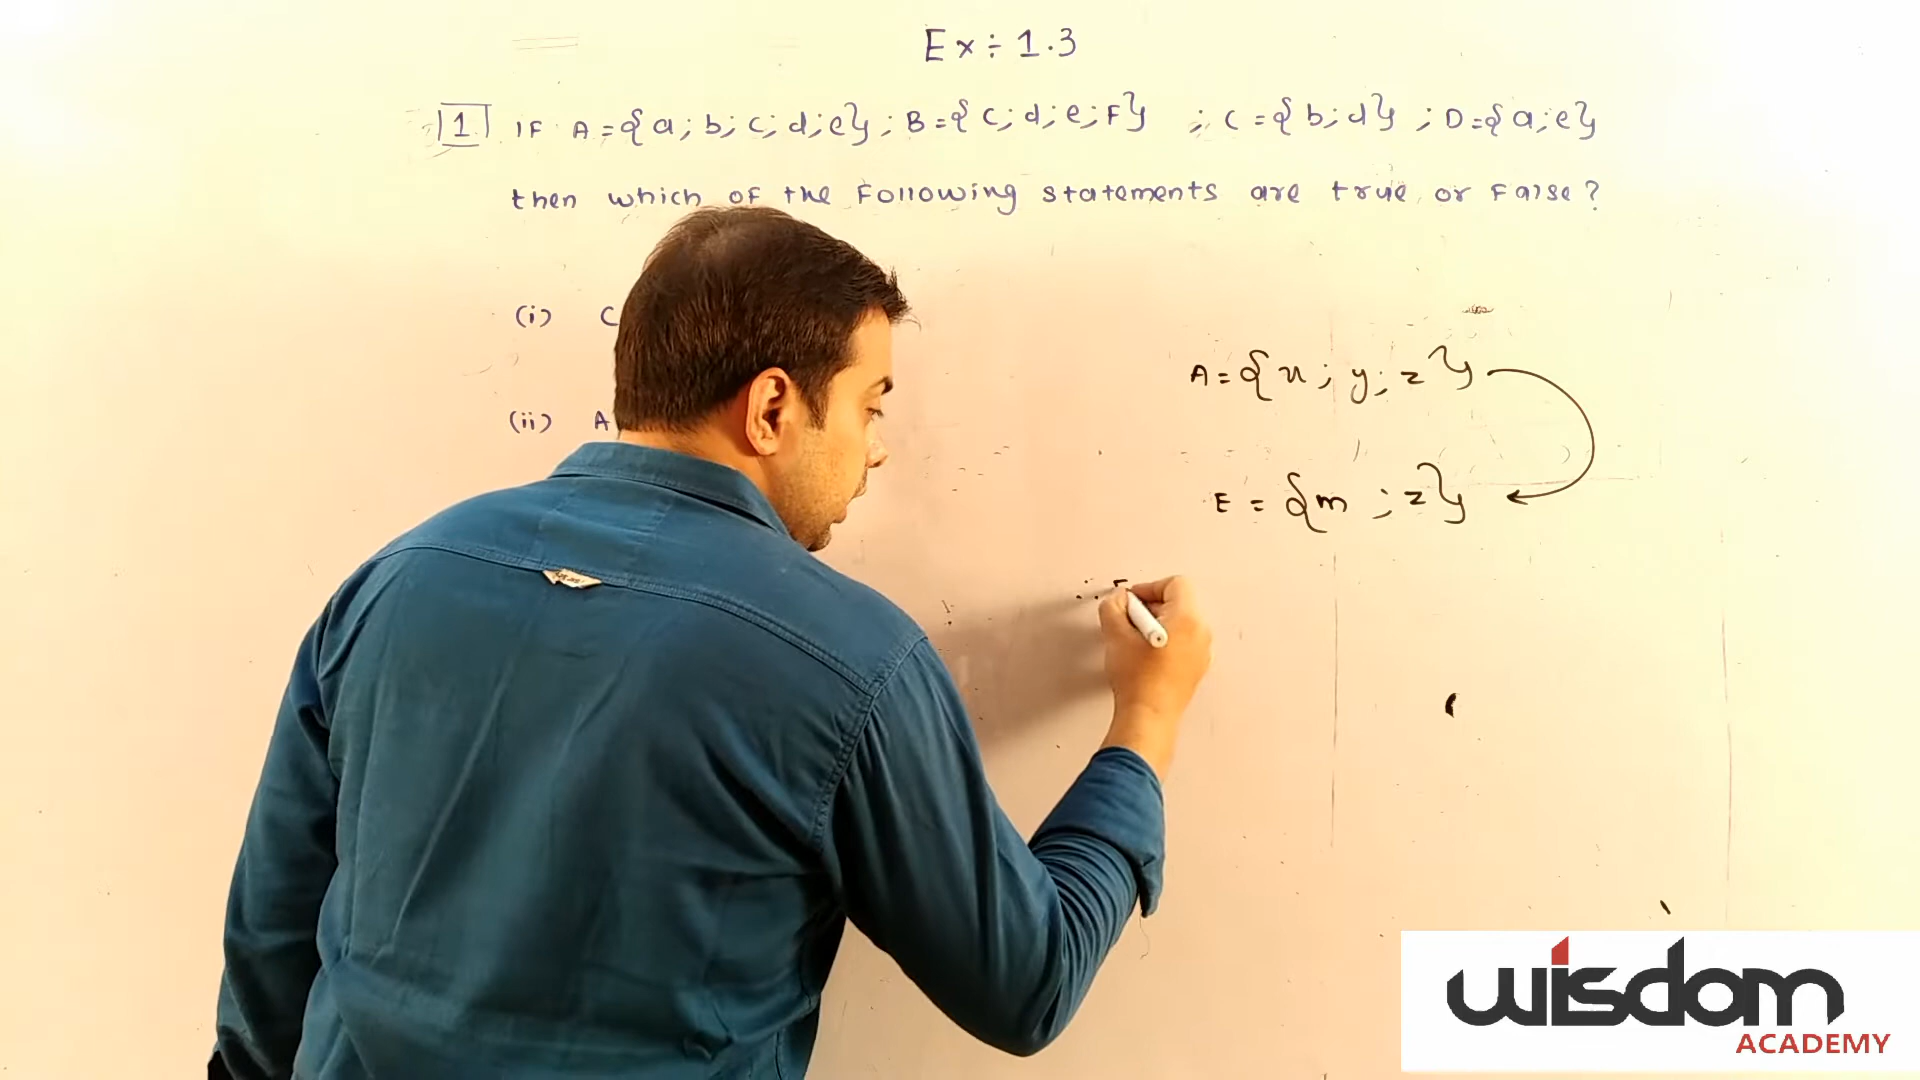 Ex÷ 1.3
1 IF A={a;b;c;d;e}; B={c;d;e;F} ; C={b;d} ; D={a;e}
then which of the Following statements are true or False?
(i) C
A={x; y; z}
(ii) A
E = {m ; z}
wisdom
ACADEMY